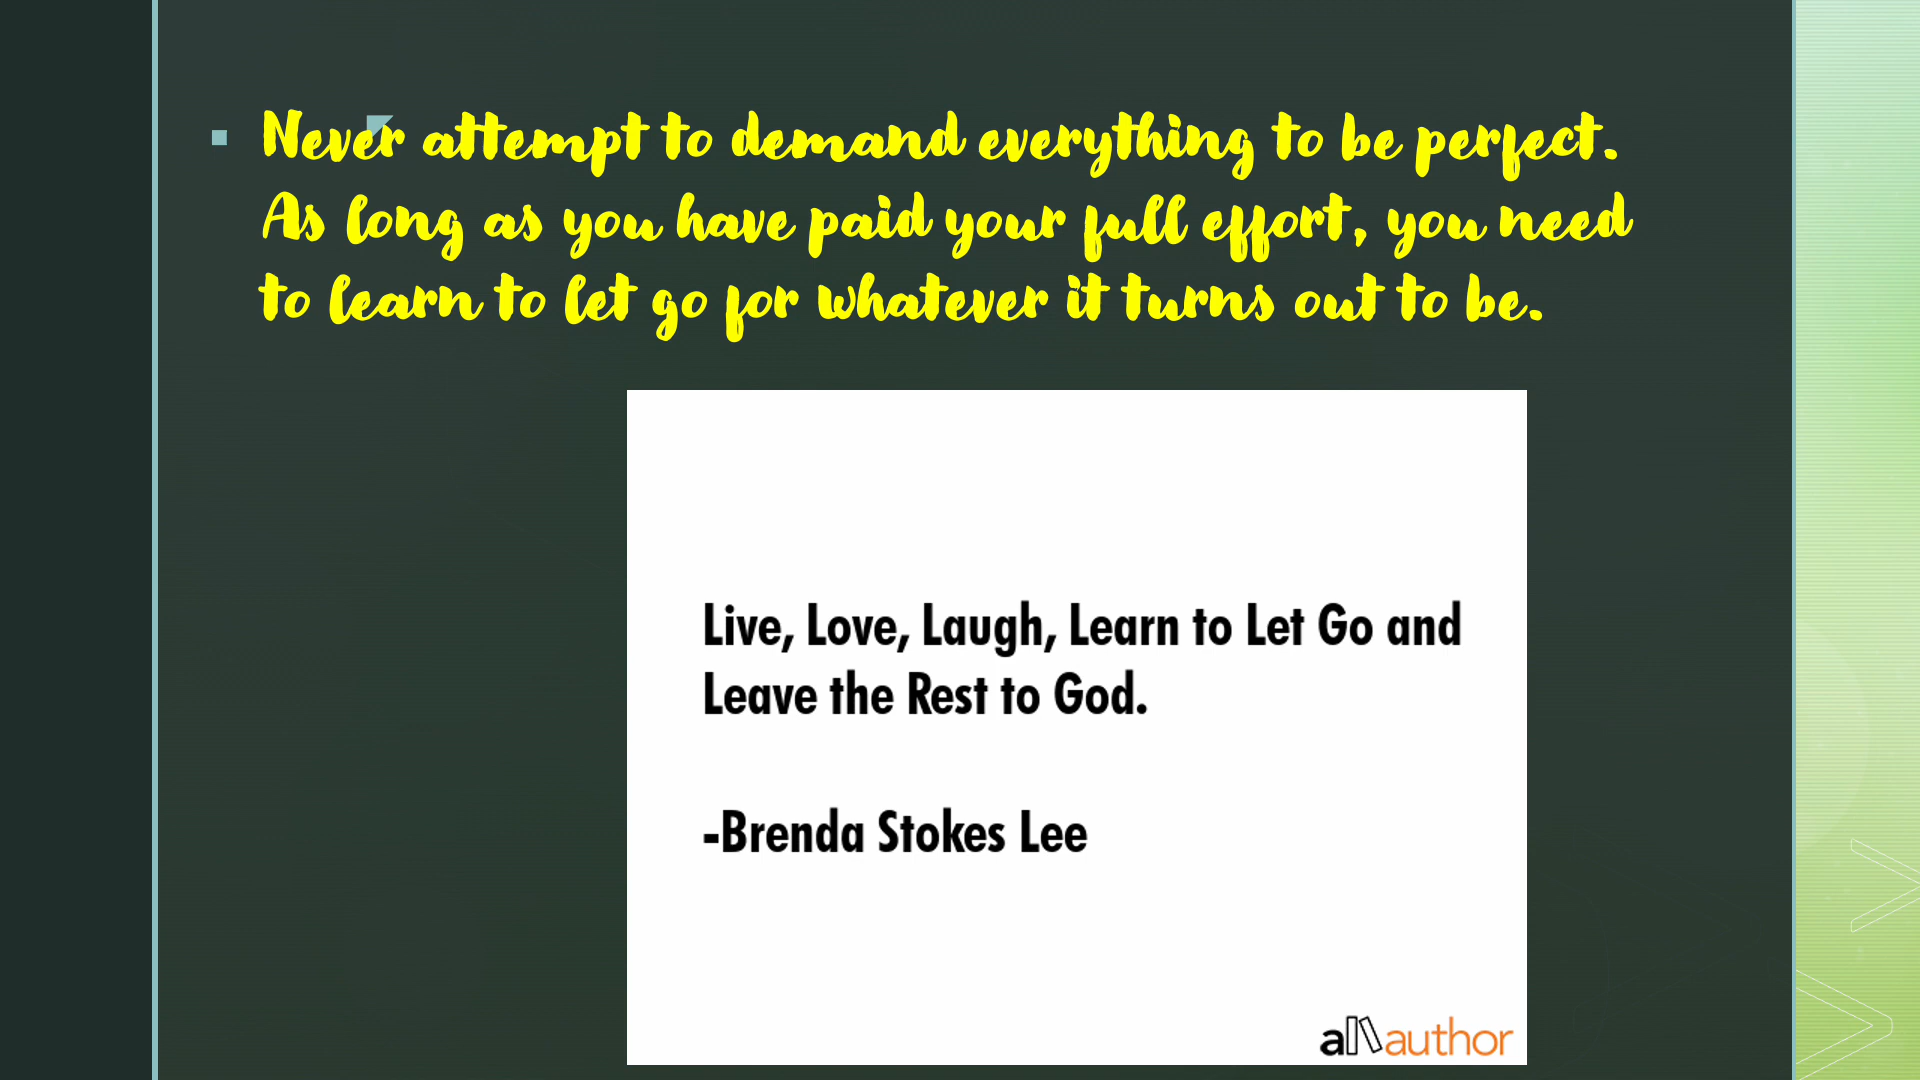 Never attempt to demand everything to be perfect.
As long as you have paid your full effort, you need
to learn to let go for whatever it turns out to be.
Live, Love, Laugh, Learn to Let Go and
Leave the Rest to God.
-Brenda Stokes Lee
allauthor